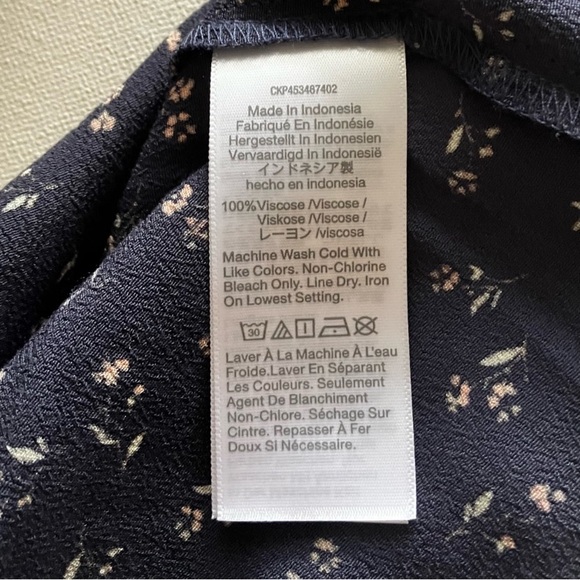 CKP453467402
Made In Indonesia
Fabriqué En Indonésie
Hergestellt In Indonesien
Vervaardigd In Indonesië
インドネシア製
hecho en indonesia
100%Viscose /Viscose /
Viskose /Viscose /
レーヨン /viscosa
Machine Wash Cold With
Like Colors. Non-Chlorine
Bleach Only. Line Dry. Iron
On Lowest Setting.
30
Laver À La Machine À L'eau
Froide.Laver En Séparant
Les Couleurs. Seulement
Agent De Blanchiment
Non-Chlore. Séchage Sur
Cintre. Repasser À Fer
Doux Si Nécessaire.